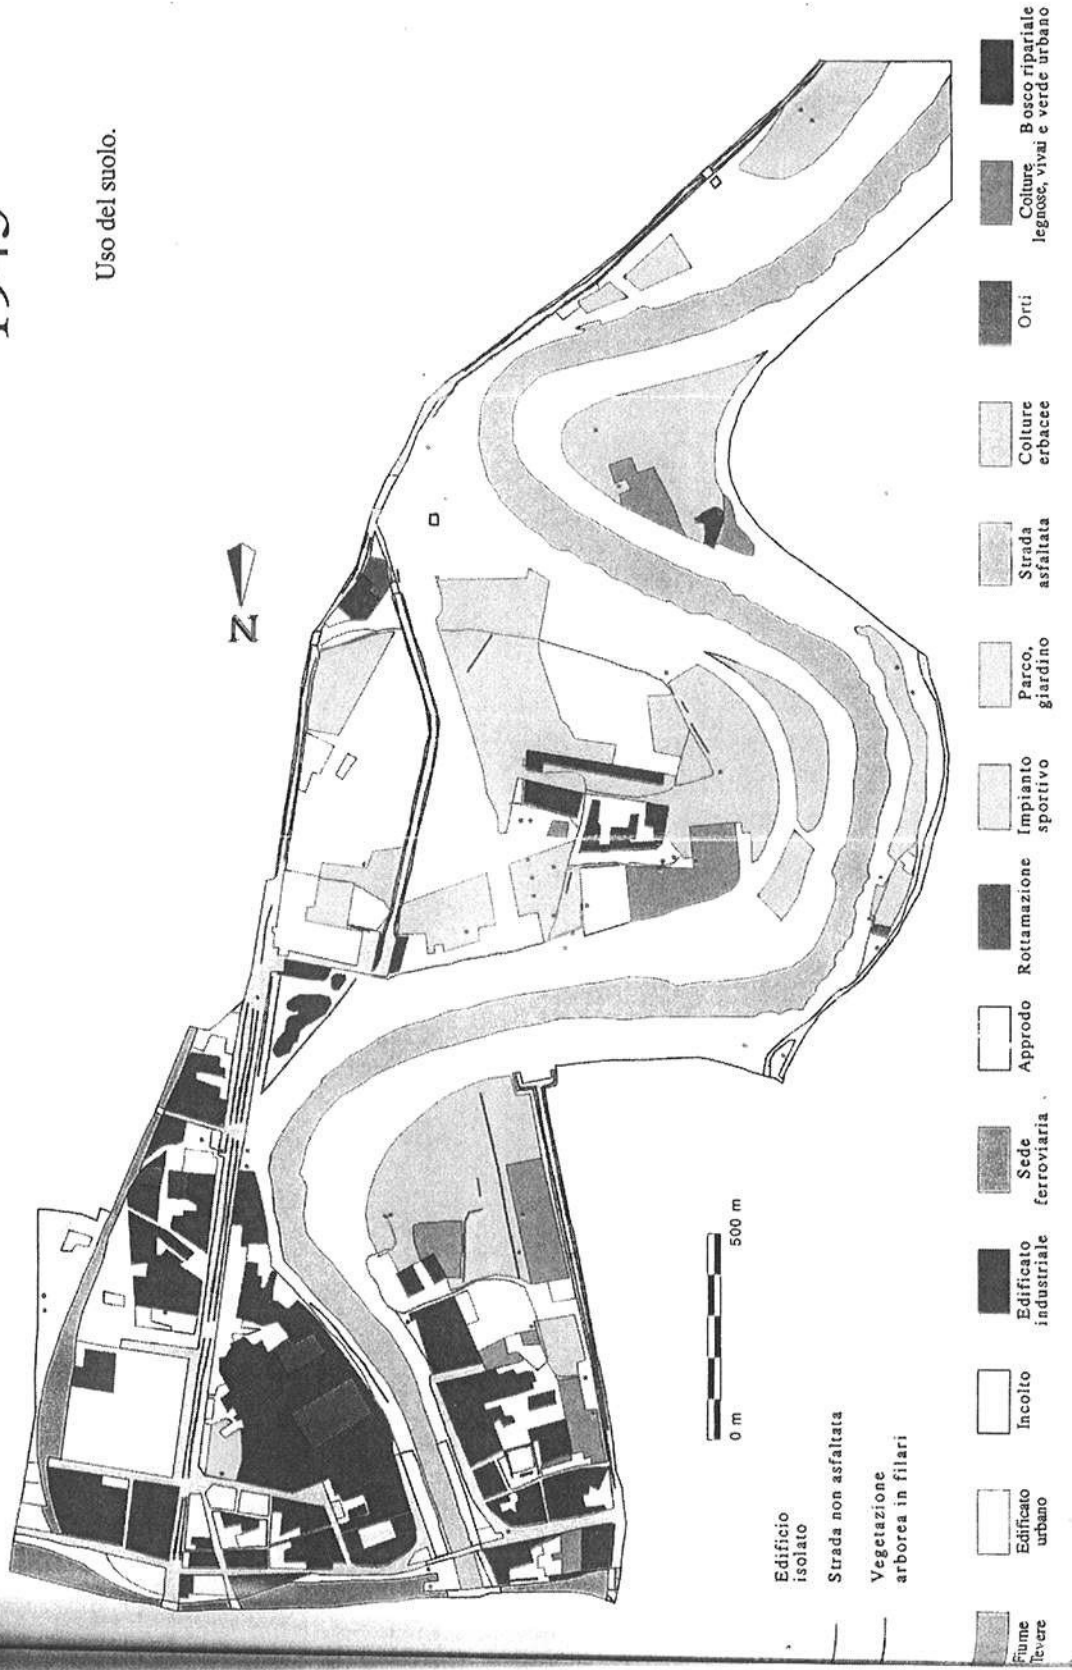 Uso del suolo.
N
0 m
500 m
Edificio
isolato
Strada non asfaltata
Vegetazione
arborea in filari
Fiume
Tevere
Edificato
urbano
Incolto
Edificato
industriale
Sede
ferroviaria
Approdo
Rottamazione
Impianto
sportivo
Parco,
giardino
Strada
asfaltata
Colture
erbacee
Orti
Colture
legnose, vivai
Bosco ripariale
e verde urbano